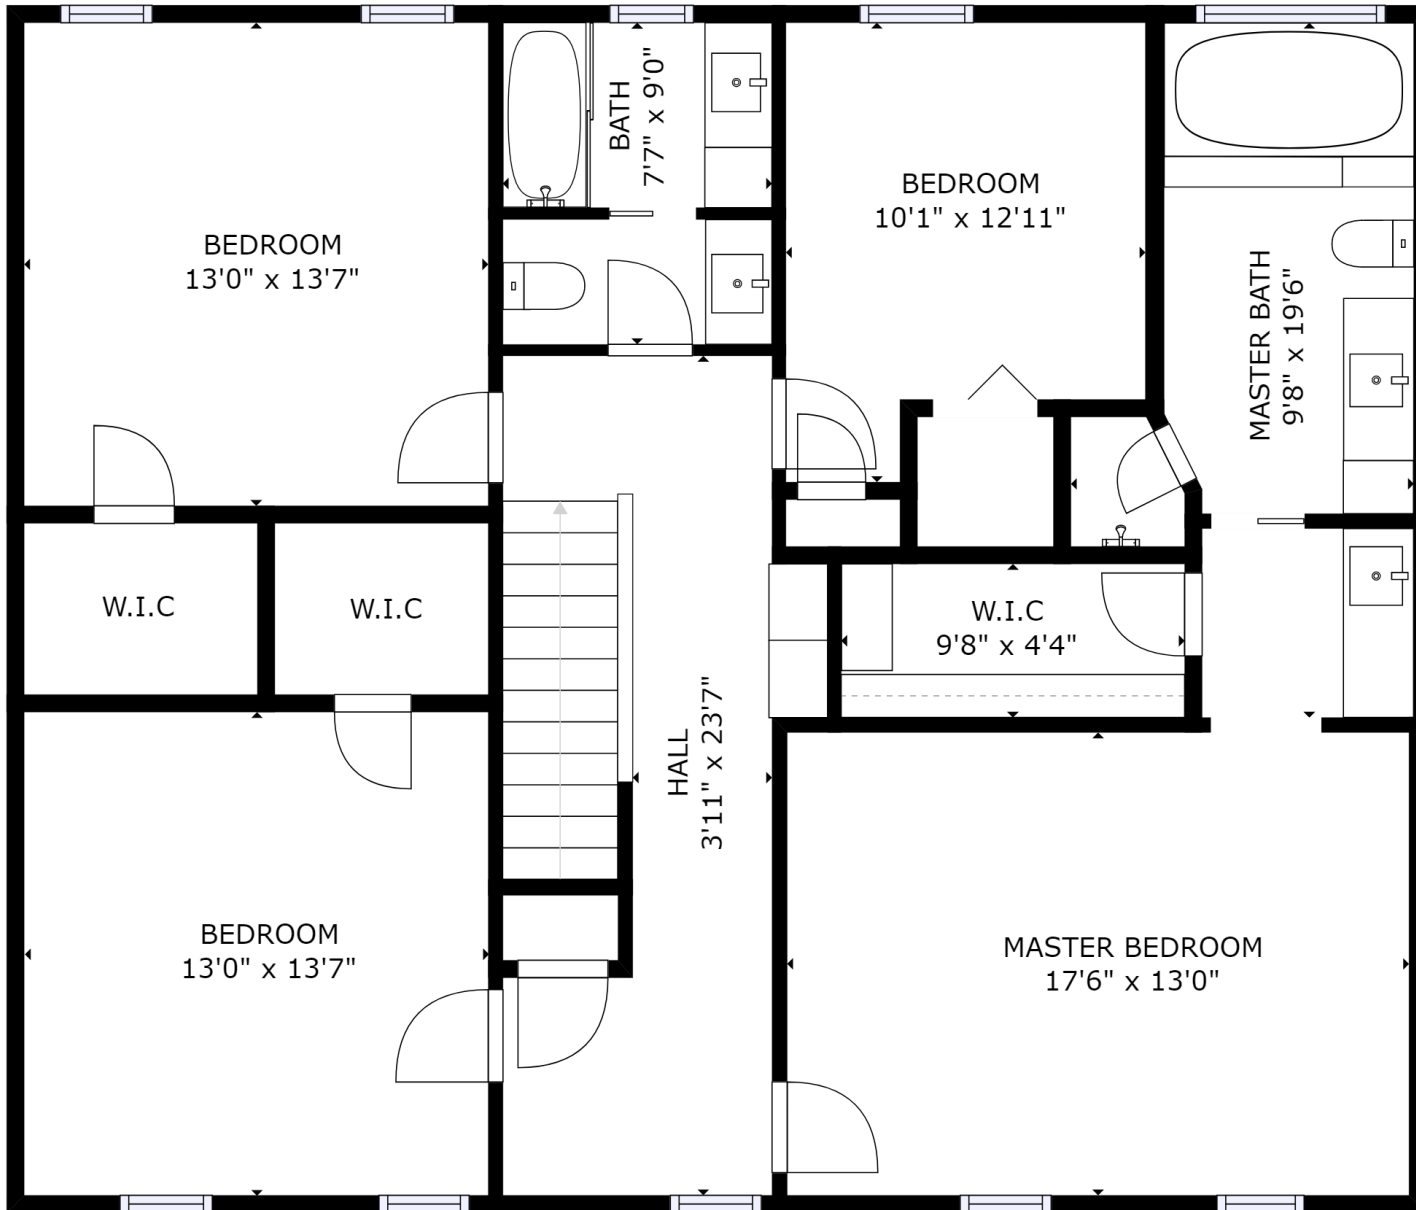 BATH
7'7" x 9'0"
BEDROOM
10'1" x 12'11"
BEDROOM
13'0" x 13'7"
MASTER BATH
9'8" x 19'6"
W.I.C
W.I.C
W.I.C
9'8" x 4'4"
HALL
3'11" x 23'7"
BEDROOM
13'0" x 13'7"
MASTER BEDROOM
17'6" x 13'0"